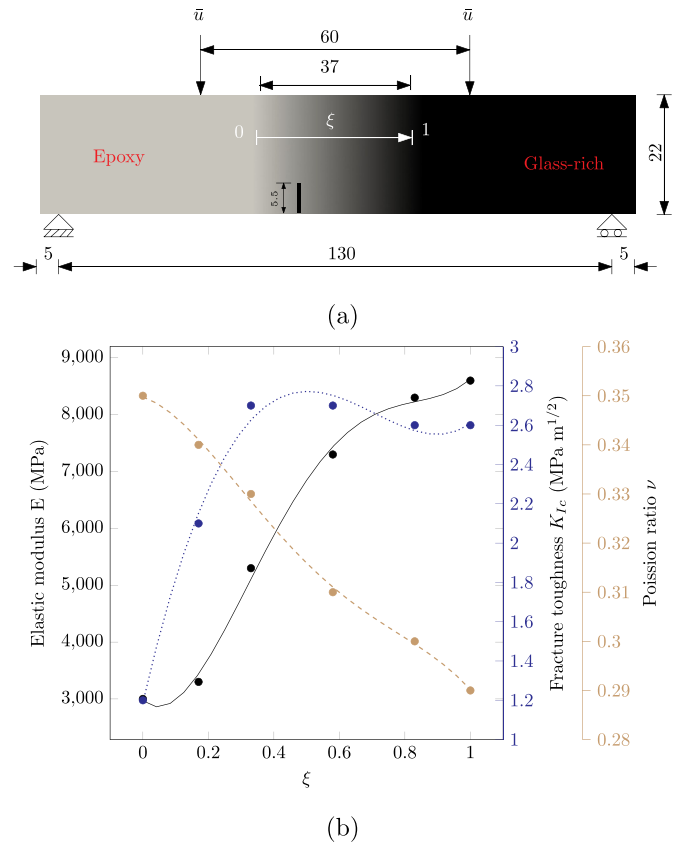 ū ū
60
37
0 ξ 1
Epoxy Glass-rich
22
5.5
5 130 5
(a)
9,000
8,000
7,000
6,000
5,000
4,000
3,000
Elastic modulus E (MPa)
0 0.2 0.4 0.6 0.8 1
ξ
3
2.8
2.6
2.4
2.2
2
1.8
1.6
1.4
1.2
1
Fracture toughness K_{Ic} (MPa m^{1/2})
0.36
0.35
0.34
0.33
0.32
0.31
0.3
0.29
0.28
Poission ratio ν
(b)